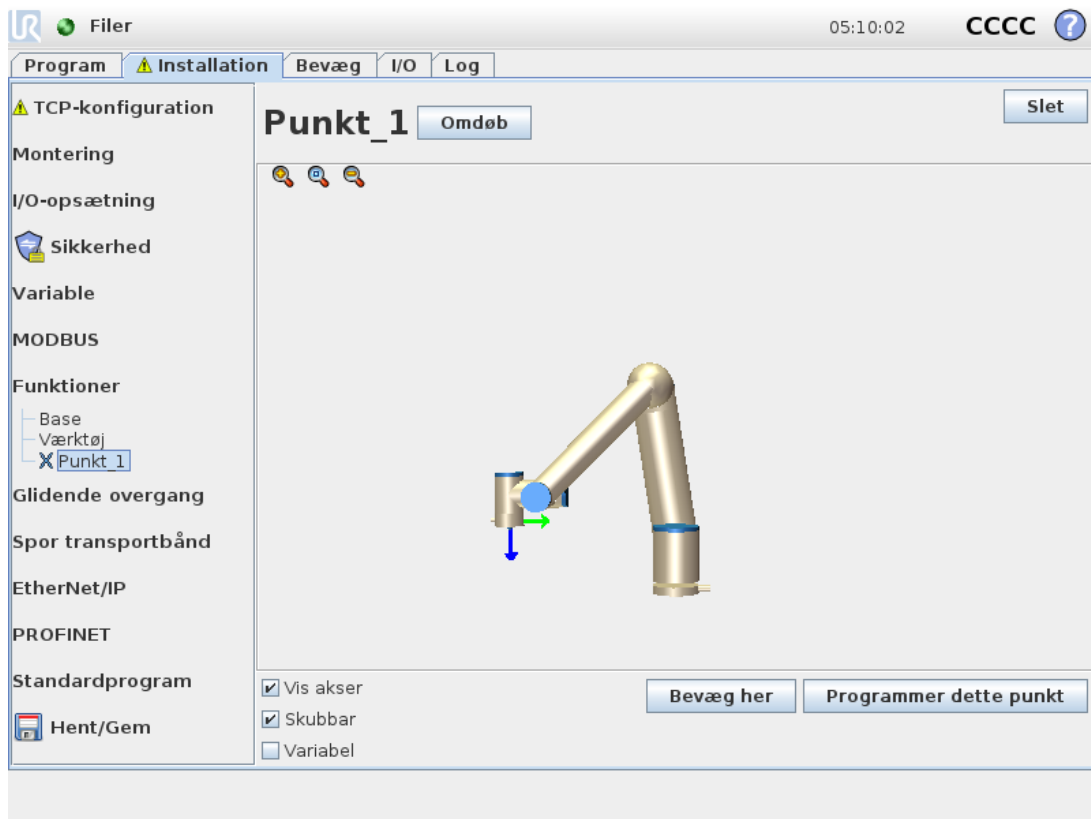 UR Filer 05:10:02 CCCC ?
Program Installation Bevæg I/O Log
TCP-konfiguration
Montering
I/O-opsætning
Sikkerhed
Variable
MODBUS
Funktioner
Base
Værktøj
Punkt_1
Glidende overgang
Spor transportbånd
EtherNet/IP
PROFINET
Standardprogram
Hent/Gem
Punkt_1 Omdøb Slet
Vis akser
Skubbar
Variabel
Bevæg her Programmer dette punkt